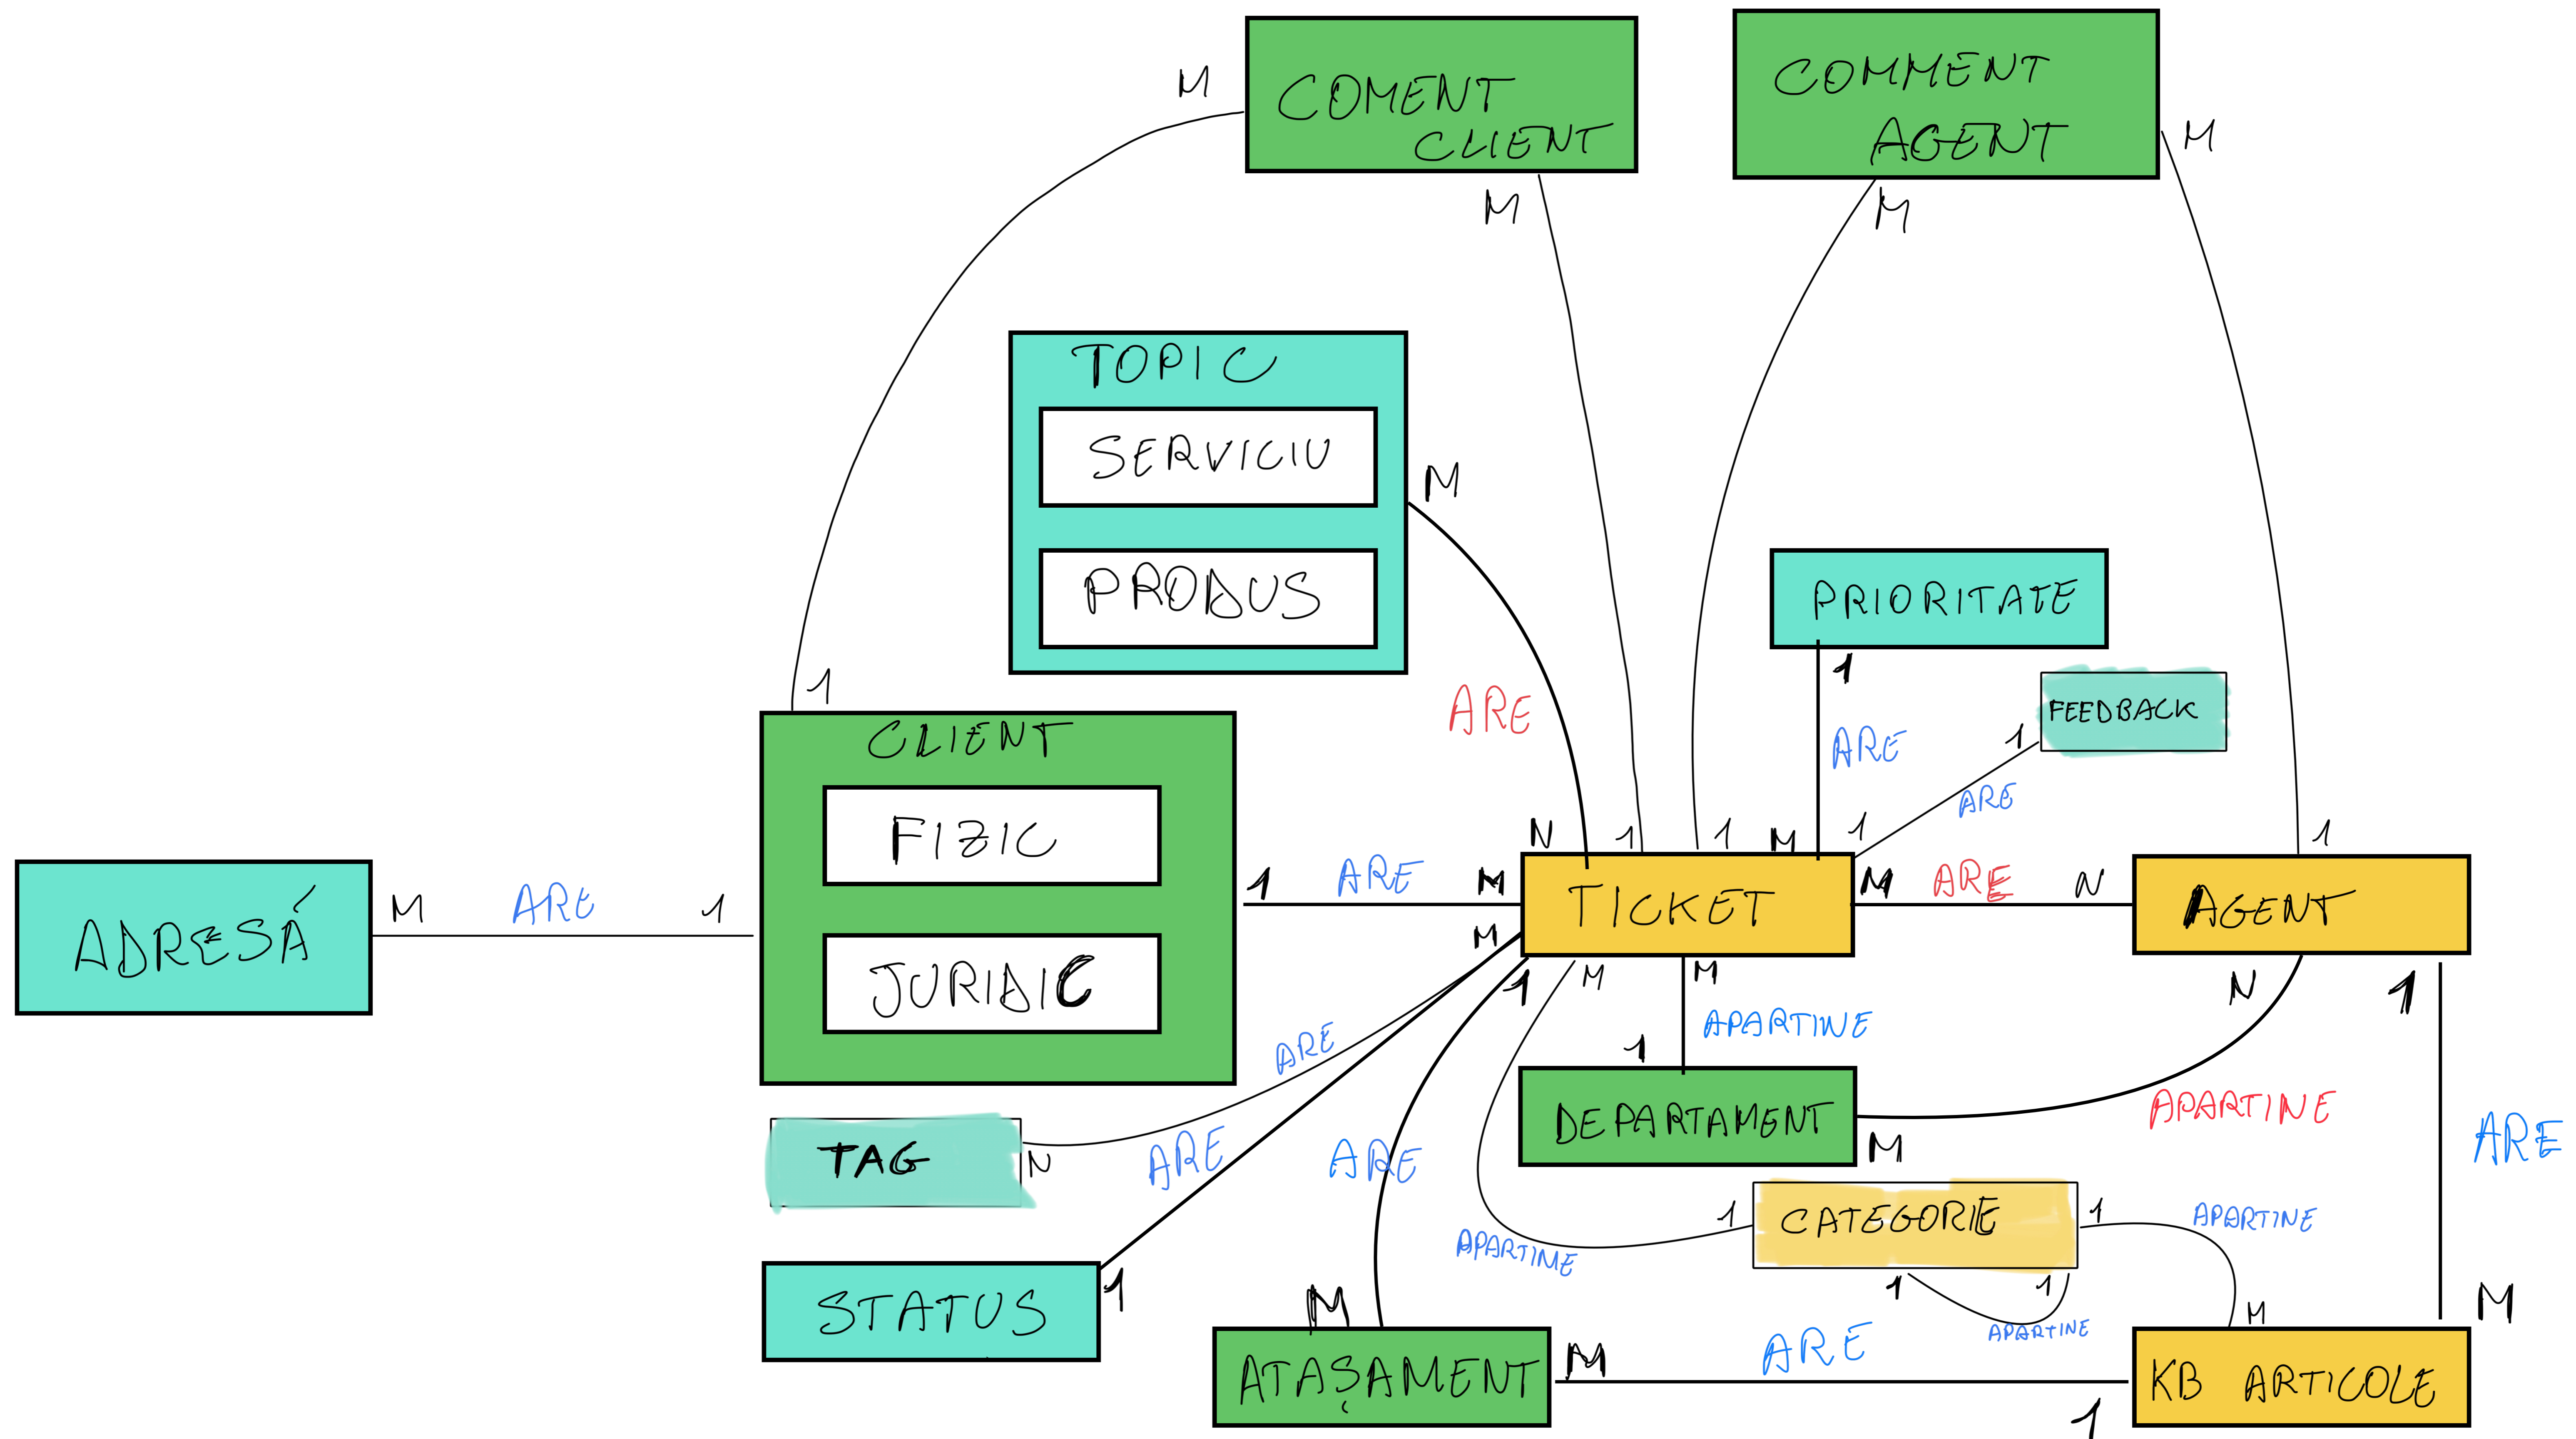 M
COMENT
CLIENT
M
COMMENT
AGENT
M
M
TOPIC
SERVICIU
PRODUS
M
ARE
PRIORITATE
1
ARE
FEEDBACK
1
ARE
1
CLIENT
FIZIC
JURIDIC
ADRESĂ
M ARE 1
1 ARE M
N 1 1 M 1
TICKET
M ARE N
1
AGENT
M
ARE
TAG
N
ARE
STATUS
1
1
ARE
M
M
APARTINE
M
APARTINE
1
DEPARTAMENT
M
N
APARTINE
1
ARE
M
1
CATEGORIE
1
APARTINE
1 1
APARTINE
M
ATAȘAMENT
M ARE 1
KB ARTICOLE